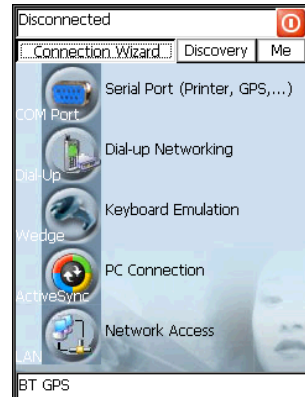 Disconnected
Connection Wizard Discovery Me
Serial Port (Printer, GPS,...)
COM Port
Dial-up Networking
Dial-Up
Keyboard Emulation
Wedge
PC Connection
ActiveSync
Network Access
LAN
BT GPS